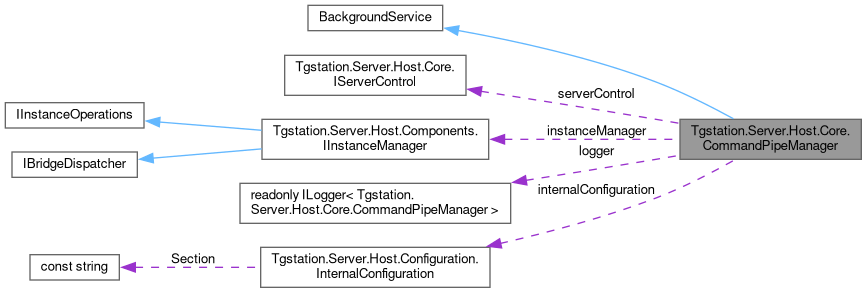 BackgroundService
Tgstation.Server.Host.Core.
IServerControl
serverControl
IInstanceOperations
Tgstation.Server.Host.Components.
IInstanceManager
instanceManager
Tgstation.Server.Host.Core.
CommandPipeManager
IBridgeDispatcher
logger
readonly ILogger< Tgstation.
Server.Host.Core.CommandPipeManager >
internalConfiguration
Tgstation.Server.Host.Configuration.
InternalConfiguration
Section
const string